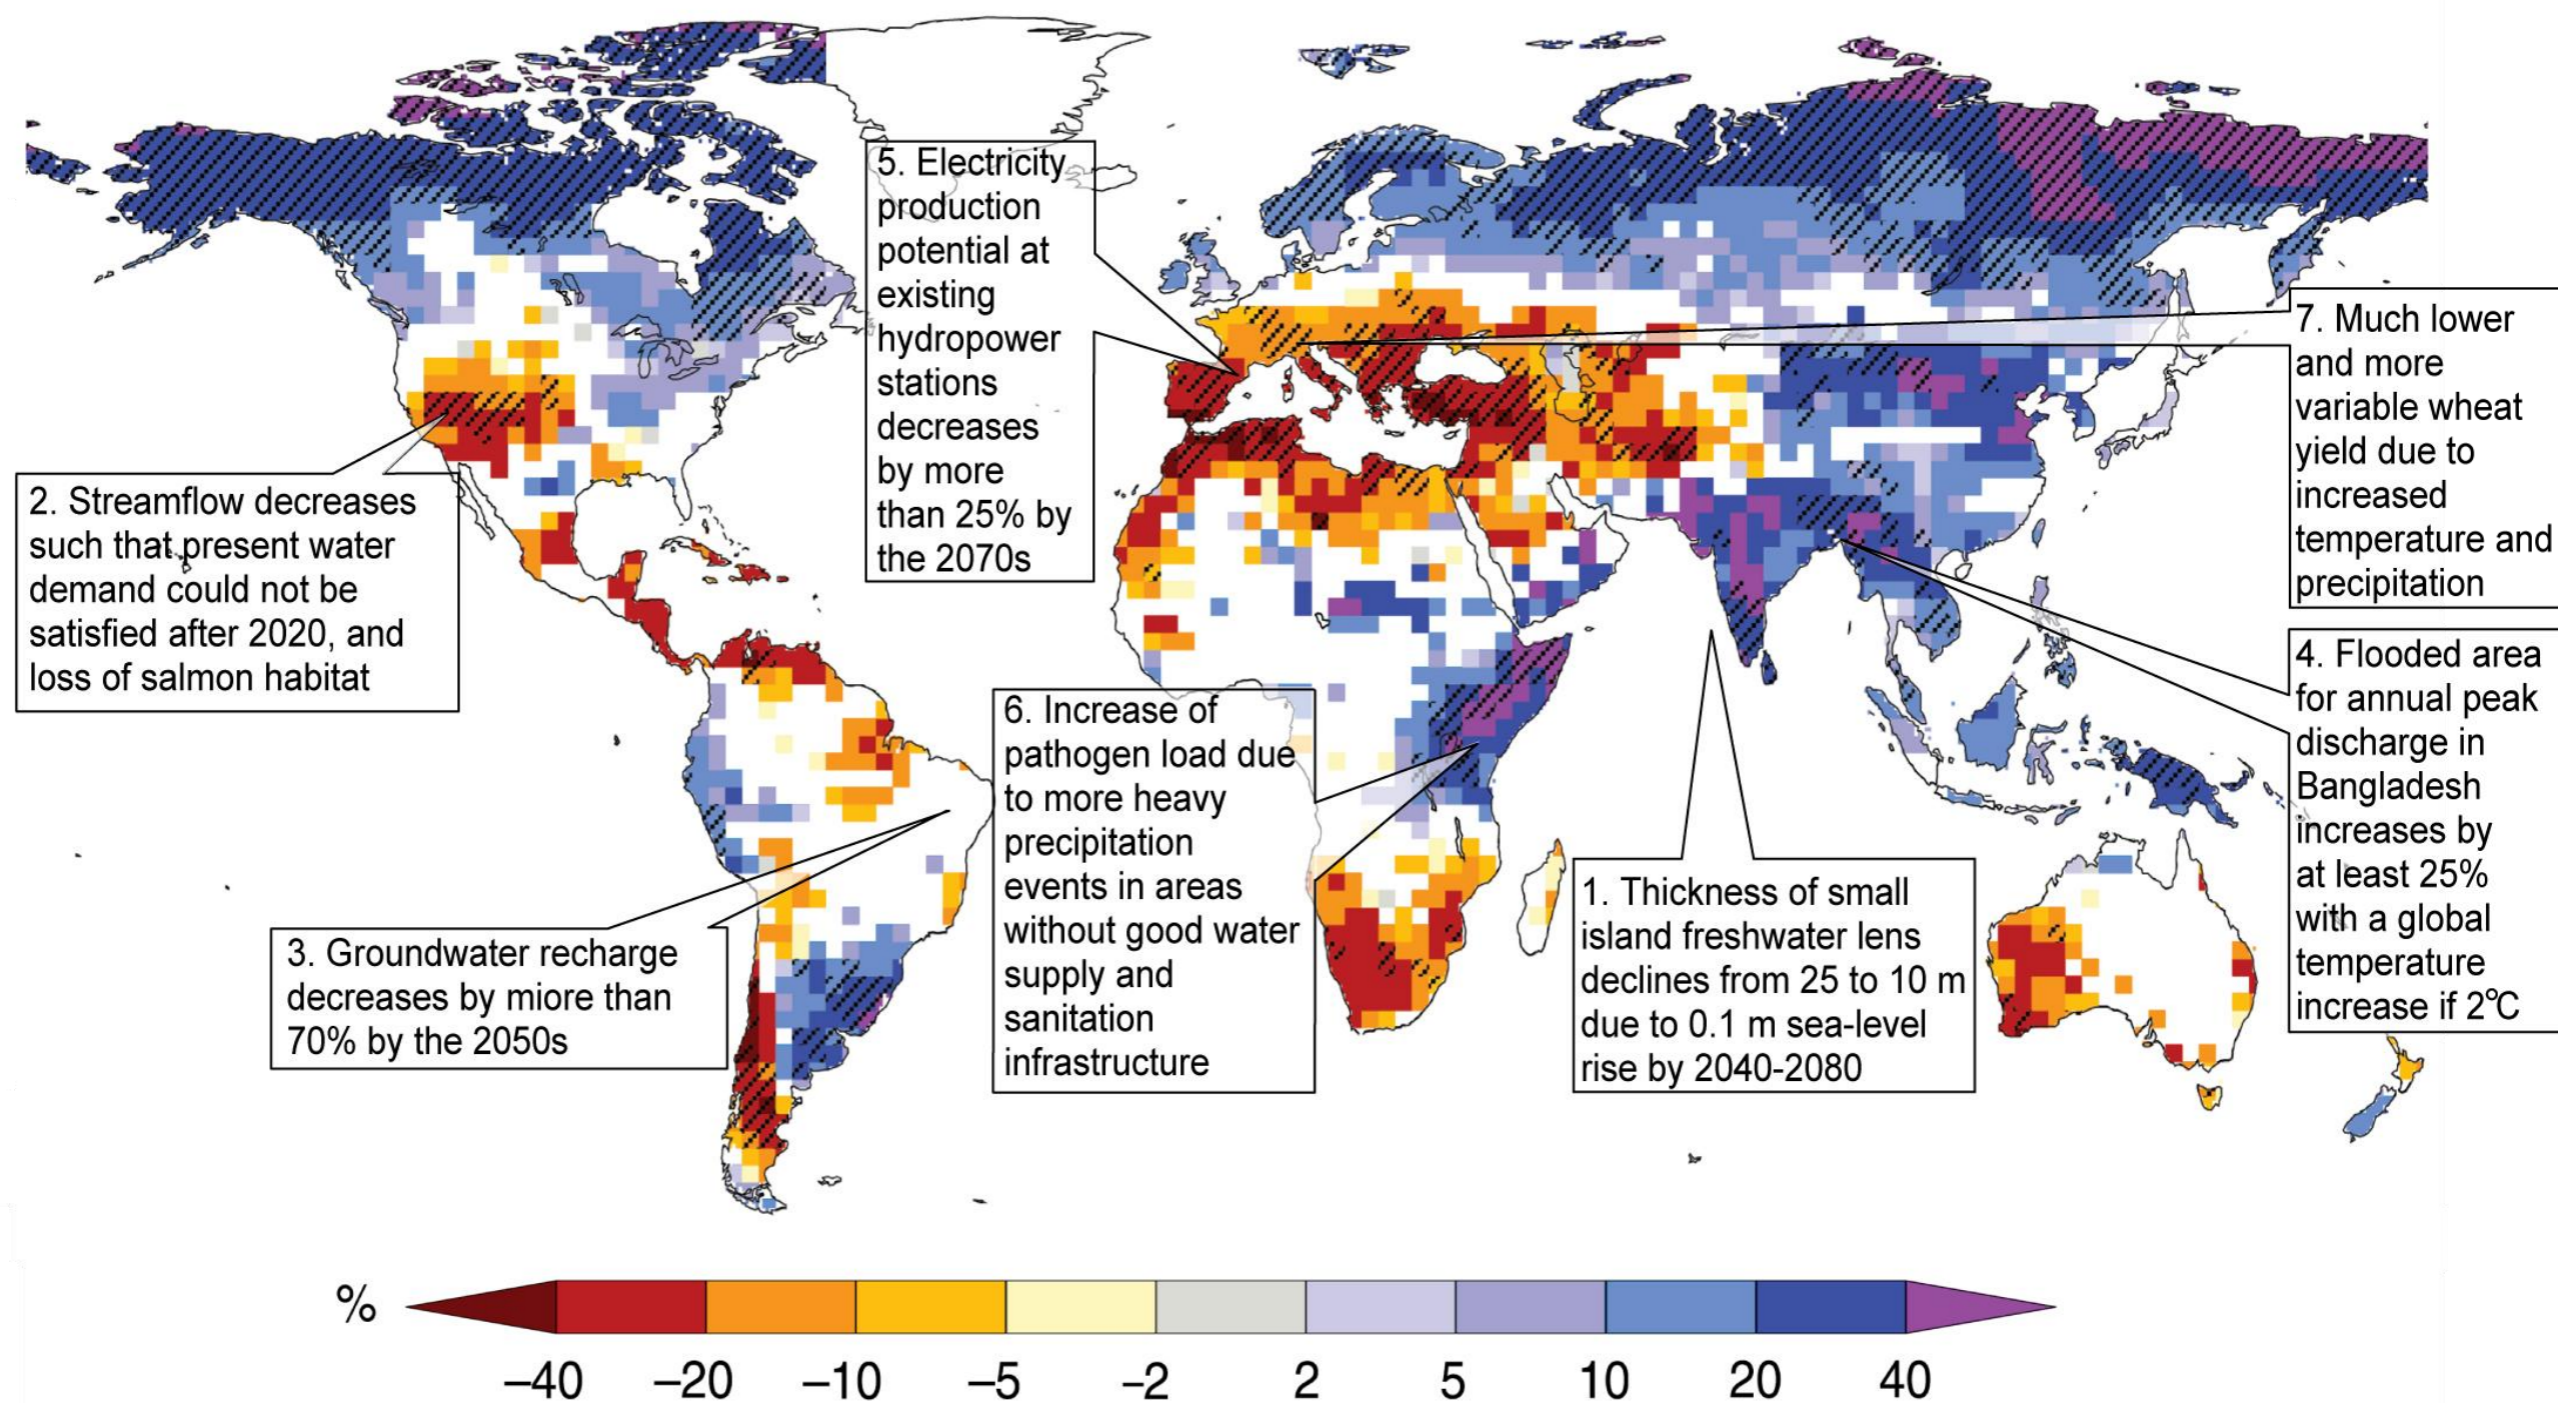 5. Electricity
production
potential at
existing
hydropower
stations
decreases
by more
than 25% by
the 2070s
7. Much lower
and more
variable wheat
yield due to
increased
temperature and
precipitation
2. Streamflow decreases
such that present water
demand could not be
satisfied after 2020, and
loss of salmon habitat
4. Flooded area
for annual peak
discharge in
Bangladesh
increases by
at least 25%
with a global
temperature
increase if 2℃
6. Increase of
pathogen load due
to more heavy
precipitation
events in areas
without good water
supply and
sanitation
infrastructure
1. Thickness of small
island freshwater lens
declines from 25 to 10 m
due to 0.1 m sea-level
rise by 2040-2080
3. Groundwater recharge
decreases by miore than
70% by the 2050s
%
–40 –20 –10 –5 –2 2 5 10 20 40